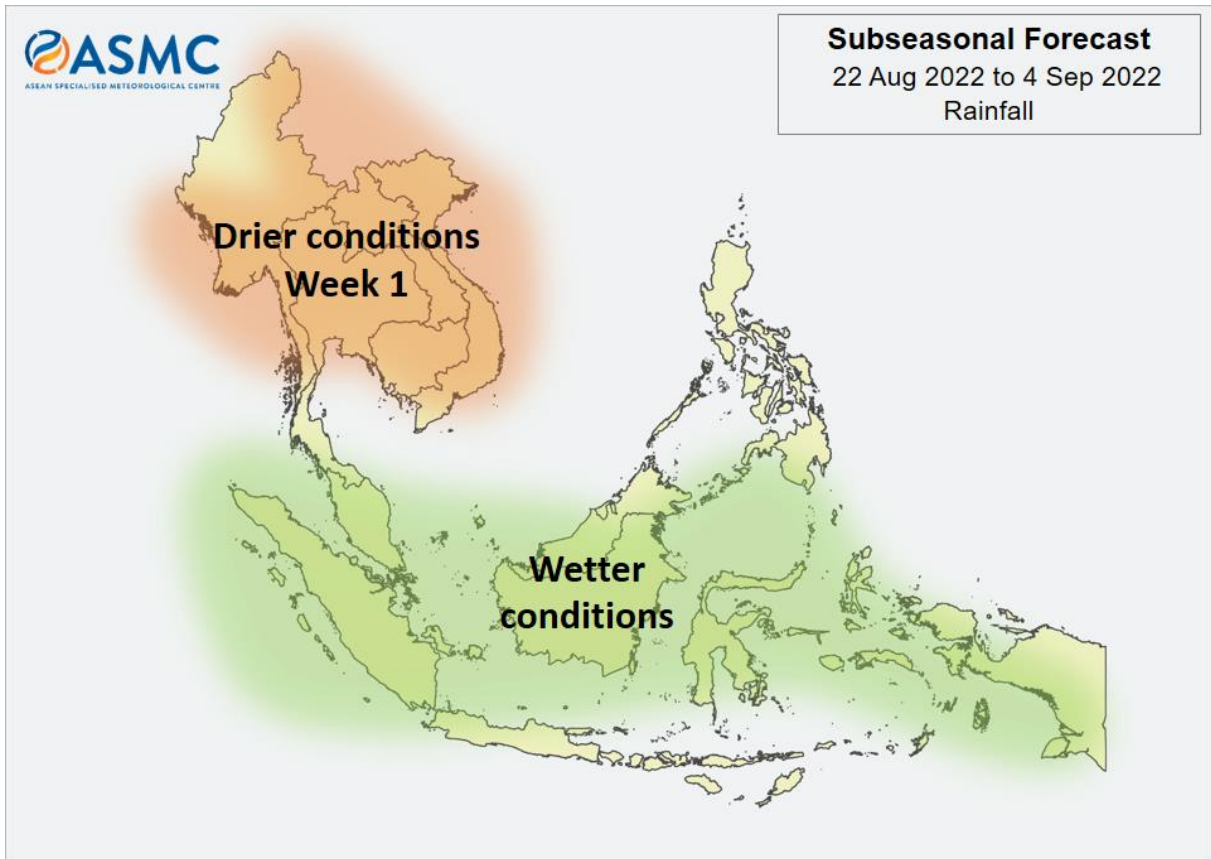 ASMC
ASEAN SPECIALISED METEOROLOGICAL CENTRE
Subseasonal Forecast
22 Aug 2022 to 4 Sep 2022
Rainfall
Drier conditions
Week 1
Wetter
conditions